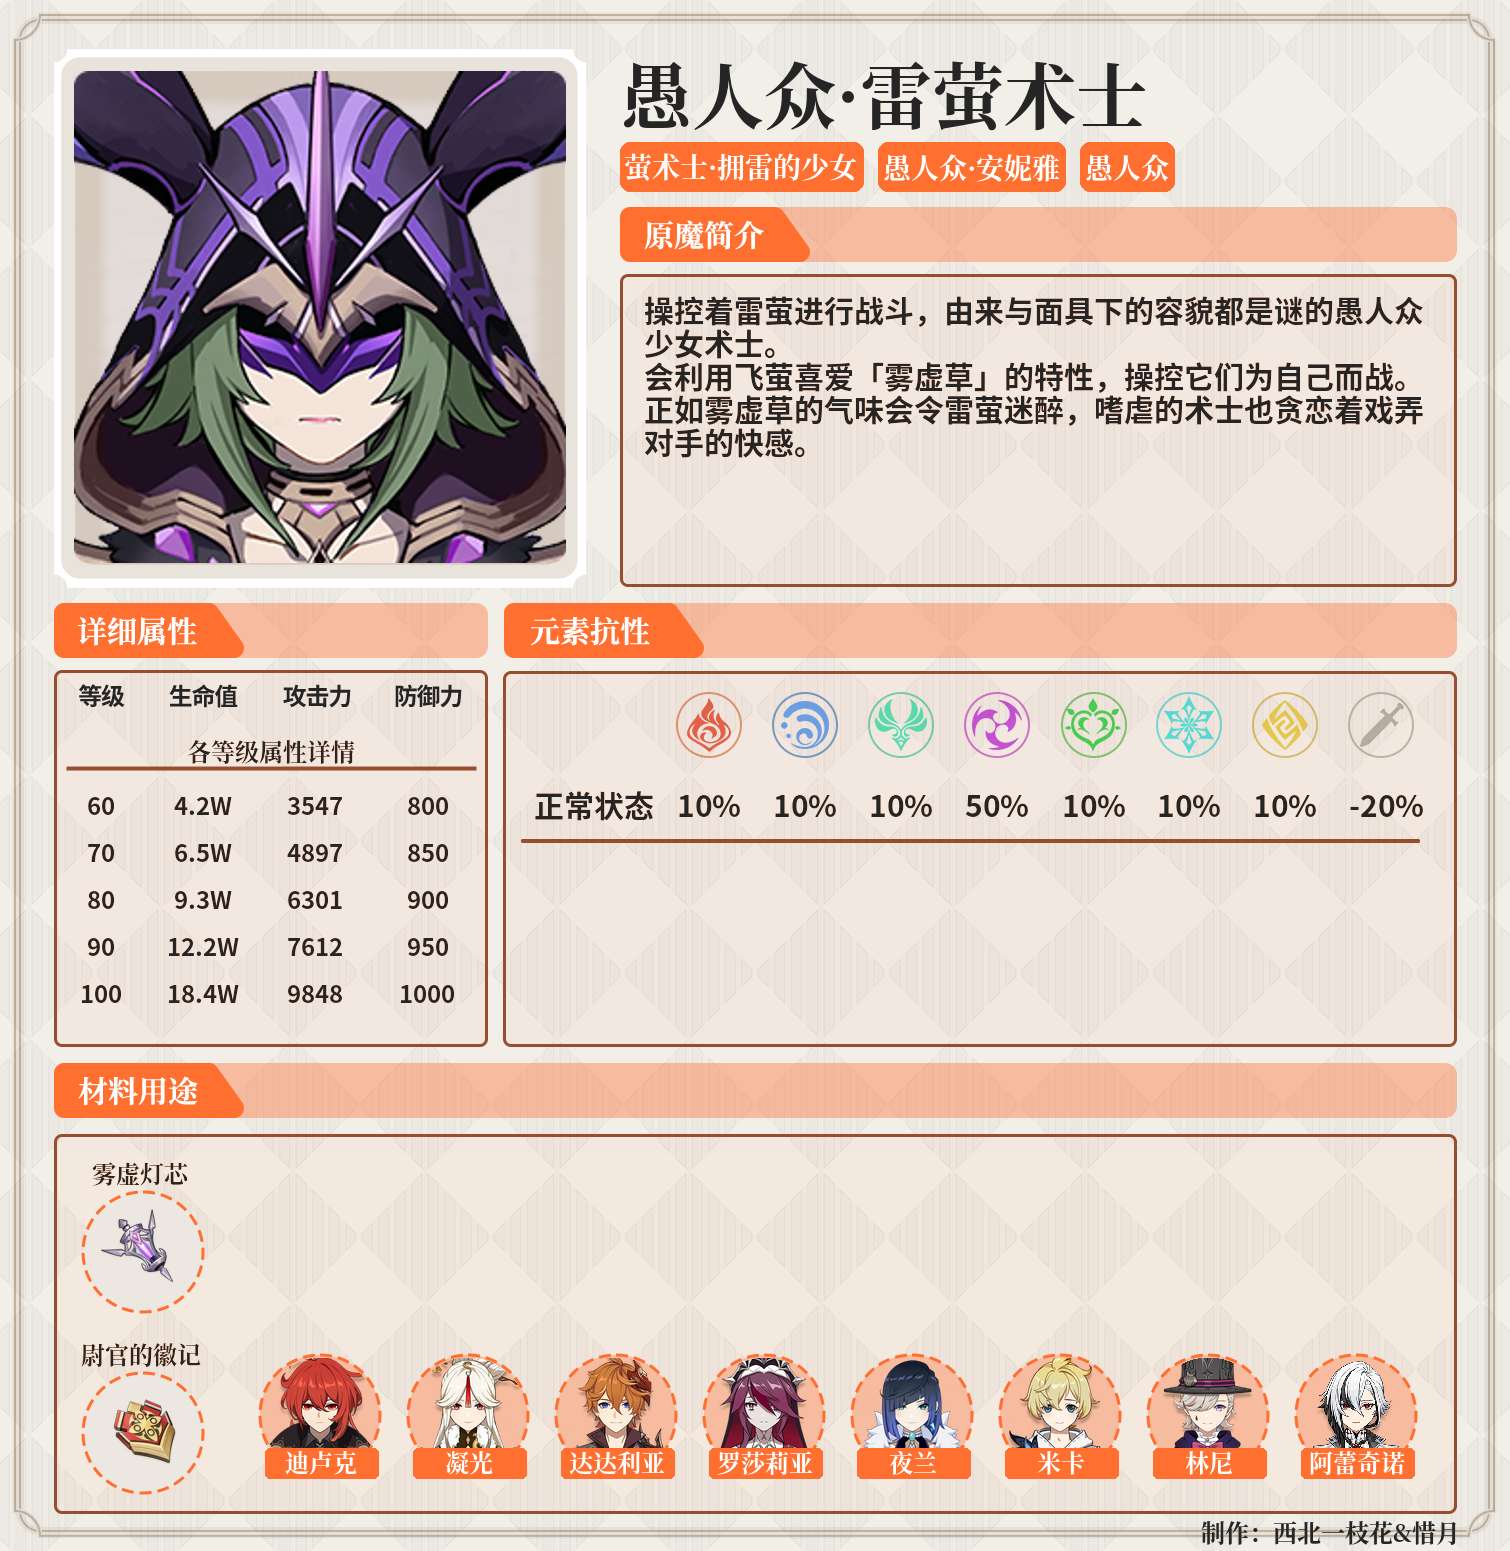 愚人众·雷萤术士
萤术士·拥雷的少女 愚人众·安妮雅 愚人众
原魔简介
操控着雷萤进行战斗，由来与面具下的容貌都是谜的愚人众
少女术士。
会利用飞萤喜爱「雾虚草」的特性，操控它们为自己而战。
正如雾虚草的气味会令雷萤迷醉，嗜虐的术士也贪恋着戏弄
对手的快感。
详细属性
等级 生命值 攻击力 防御力
各等级属性详情
60 4.2W 3547 800
70 6.5W 4897 850
80 9.3W 6301 900
90 12.2W 7612 950
100 18.4W 9848 1000
元素抗性
正常状态 10% 10% 10% 50% 10% 10% 10% -20%
材料用途
雾虚灯芯
尉官的徽记
迪卢克 凝光 达达利亚 罗莎莉亚 夜兰 米卡 林尼 阿蕾奇诺
制作：西北一枝花&惜月